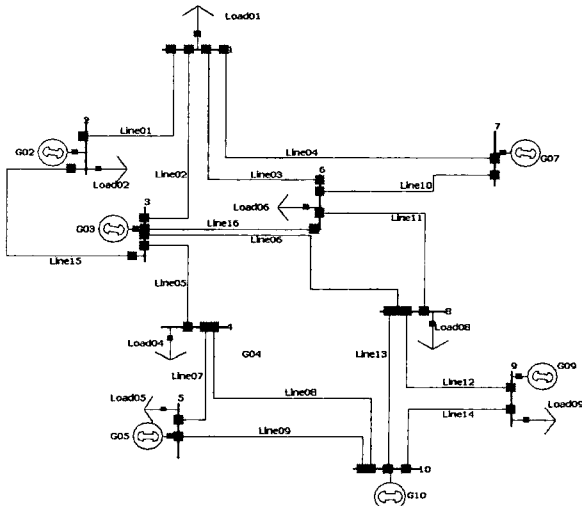 Load01
1
2
Line01
7
G02
Line04
G07
Line02
Line03
6
Load02
Line10
3
Load06
Line16
Line11
G03
Line06
Line15
Line05
4
8
Load04
G04
Line13
Load08
Line07
9
G09
Load05
5
Line08
Line12
Load09
Line14
G05
Line09
10
G10